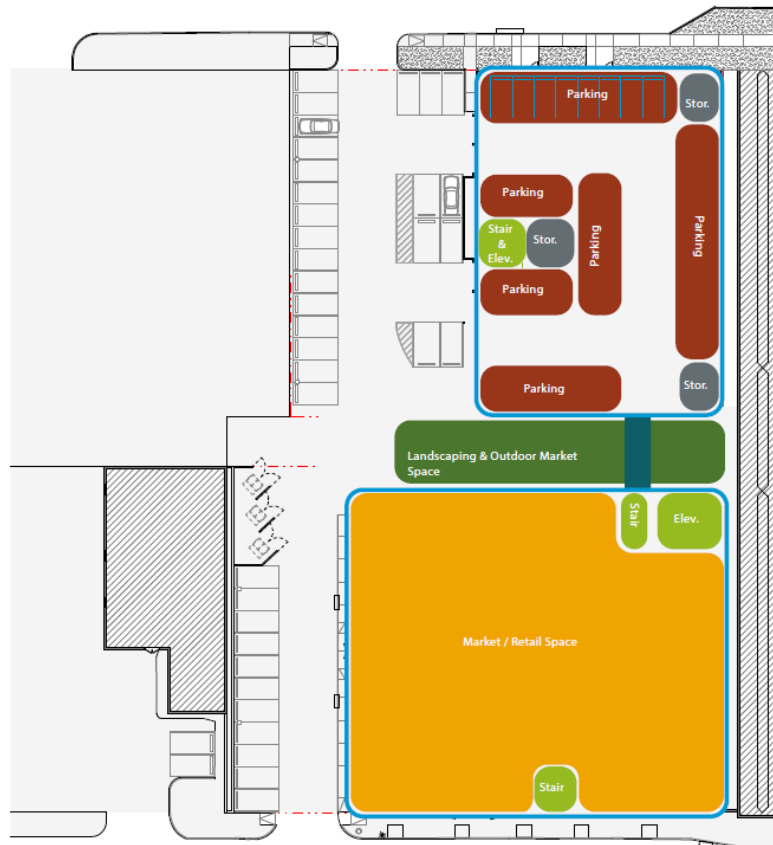 Parking
Stor.
Parking
Stair
&
Elev.
Stor.
Parking
Parking
Parking
Parking
Stor.
Landscaping & Outdoor Market
Space
Stair
Elev.
Market / Retail Space
Stair